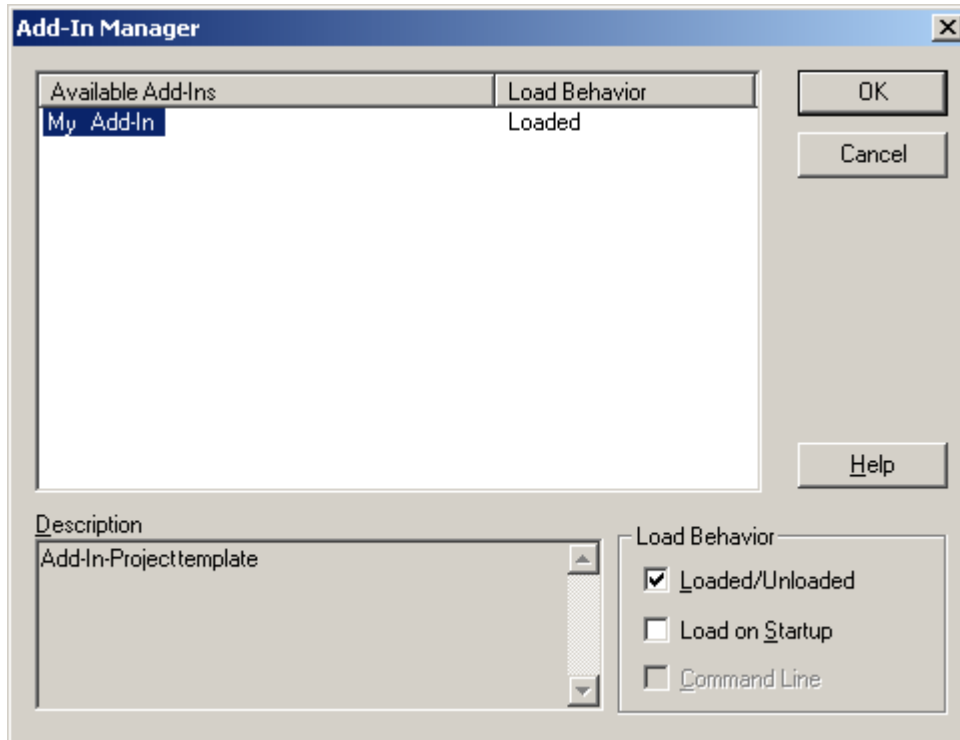 Add-In Manager
Available Add-Ins Load Behavior
My Add-In Loaded
OK
Cancel
Help
Description
Add-In-Projecttemplate
Load Behavior
Loaded/Unloaded
Load on Startup
Command Line